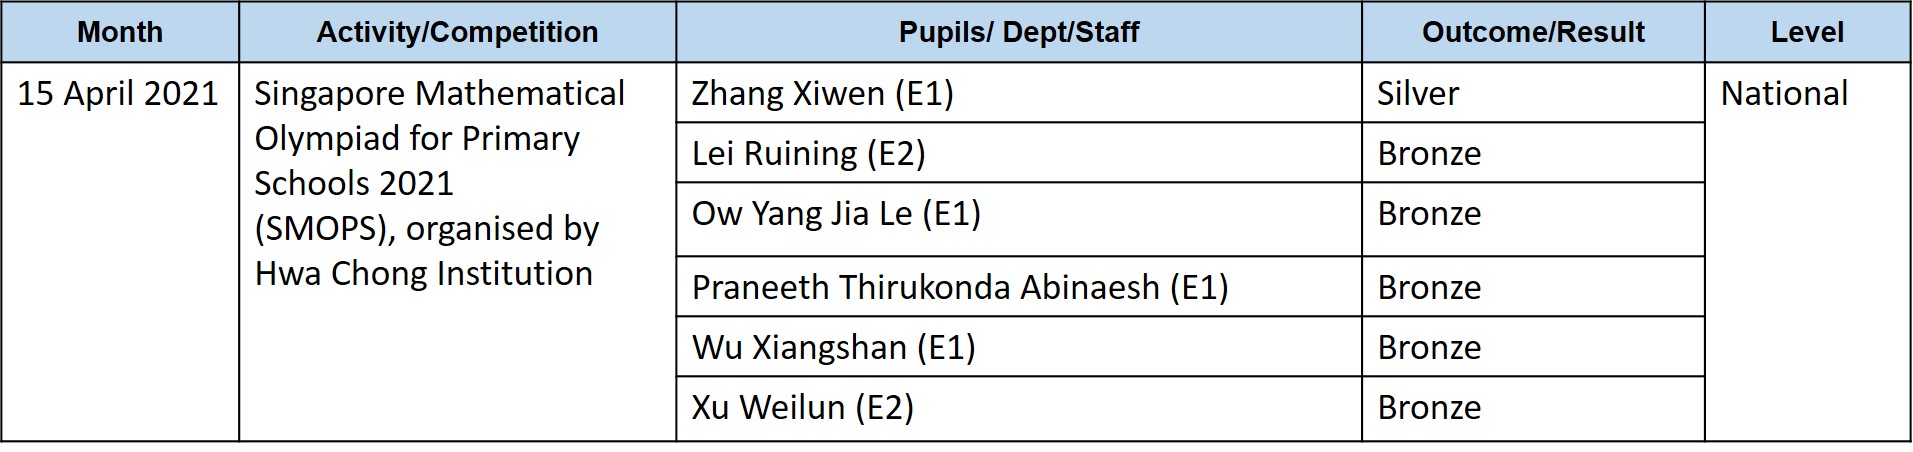 Month Activity/Competition Pupils/ Dept/Staff Outcome/Result Level
15 April 2021
Singapore Mathematical
Olympiad for Primary
Schools 2021
(SMOPS), organised by
Hwa Chong Institution
Zhang Xiwen (E1) Silver
Lei Ruining (E2) Bronze
Ow Yang Jia Le (E1) Bronze
Praneeth Thirukonda Abinaesh (E1) Bronze
Wu Xiangshan (E1) Bronze
Xu Weilun (E2) Bronze
National